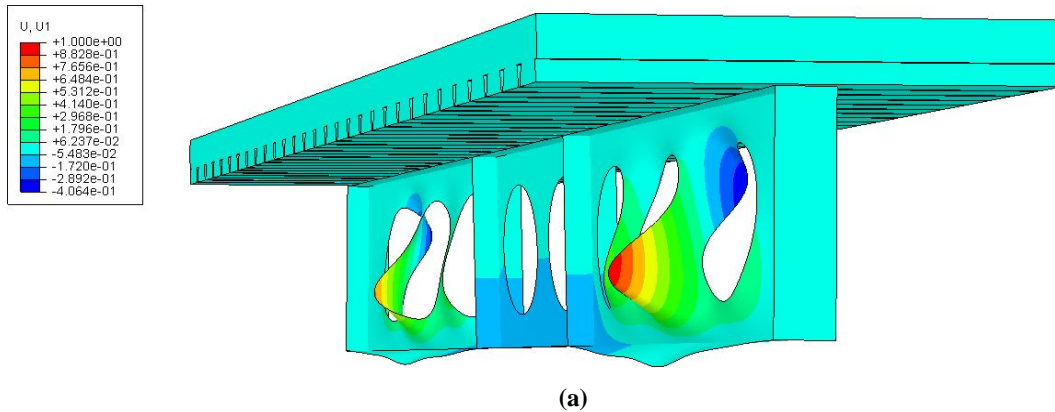 U, U1
+1.000e+00
+8.828e-01
+7.656e-01
+6.484e-01
+5.312e-01
+4.140e-01
+2.968e-01
+1.796e-01
+6.237e-02
-5.483e-02
-1.720e-01
-2.892e-01
-4.064e-01
(a)